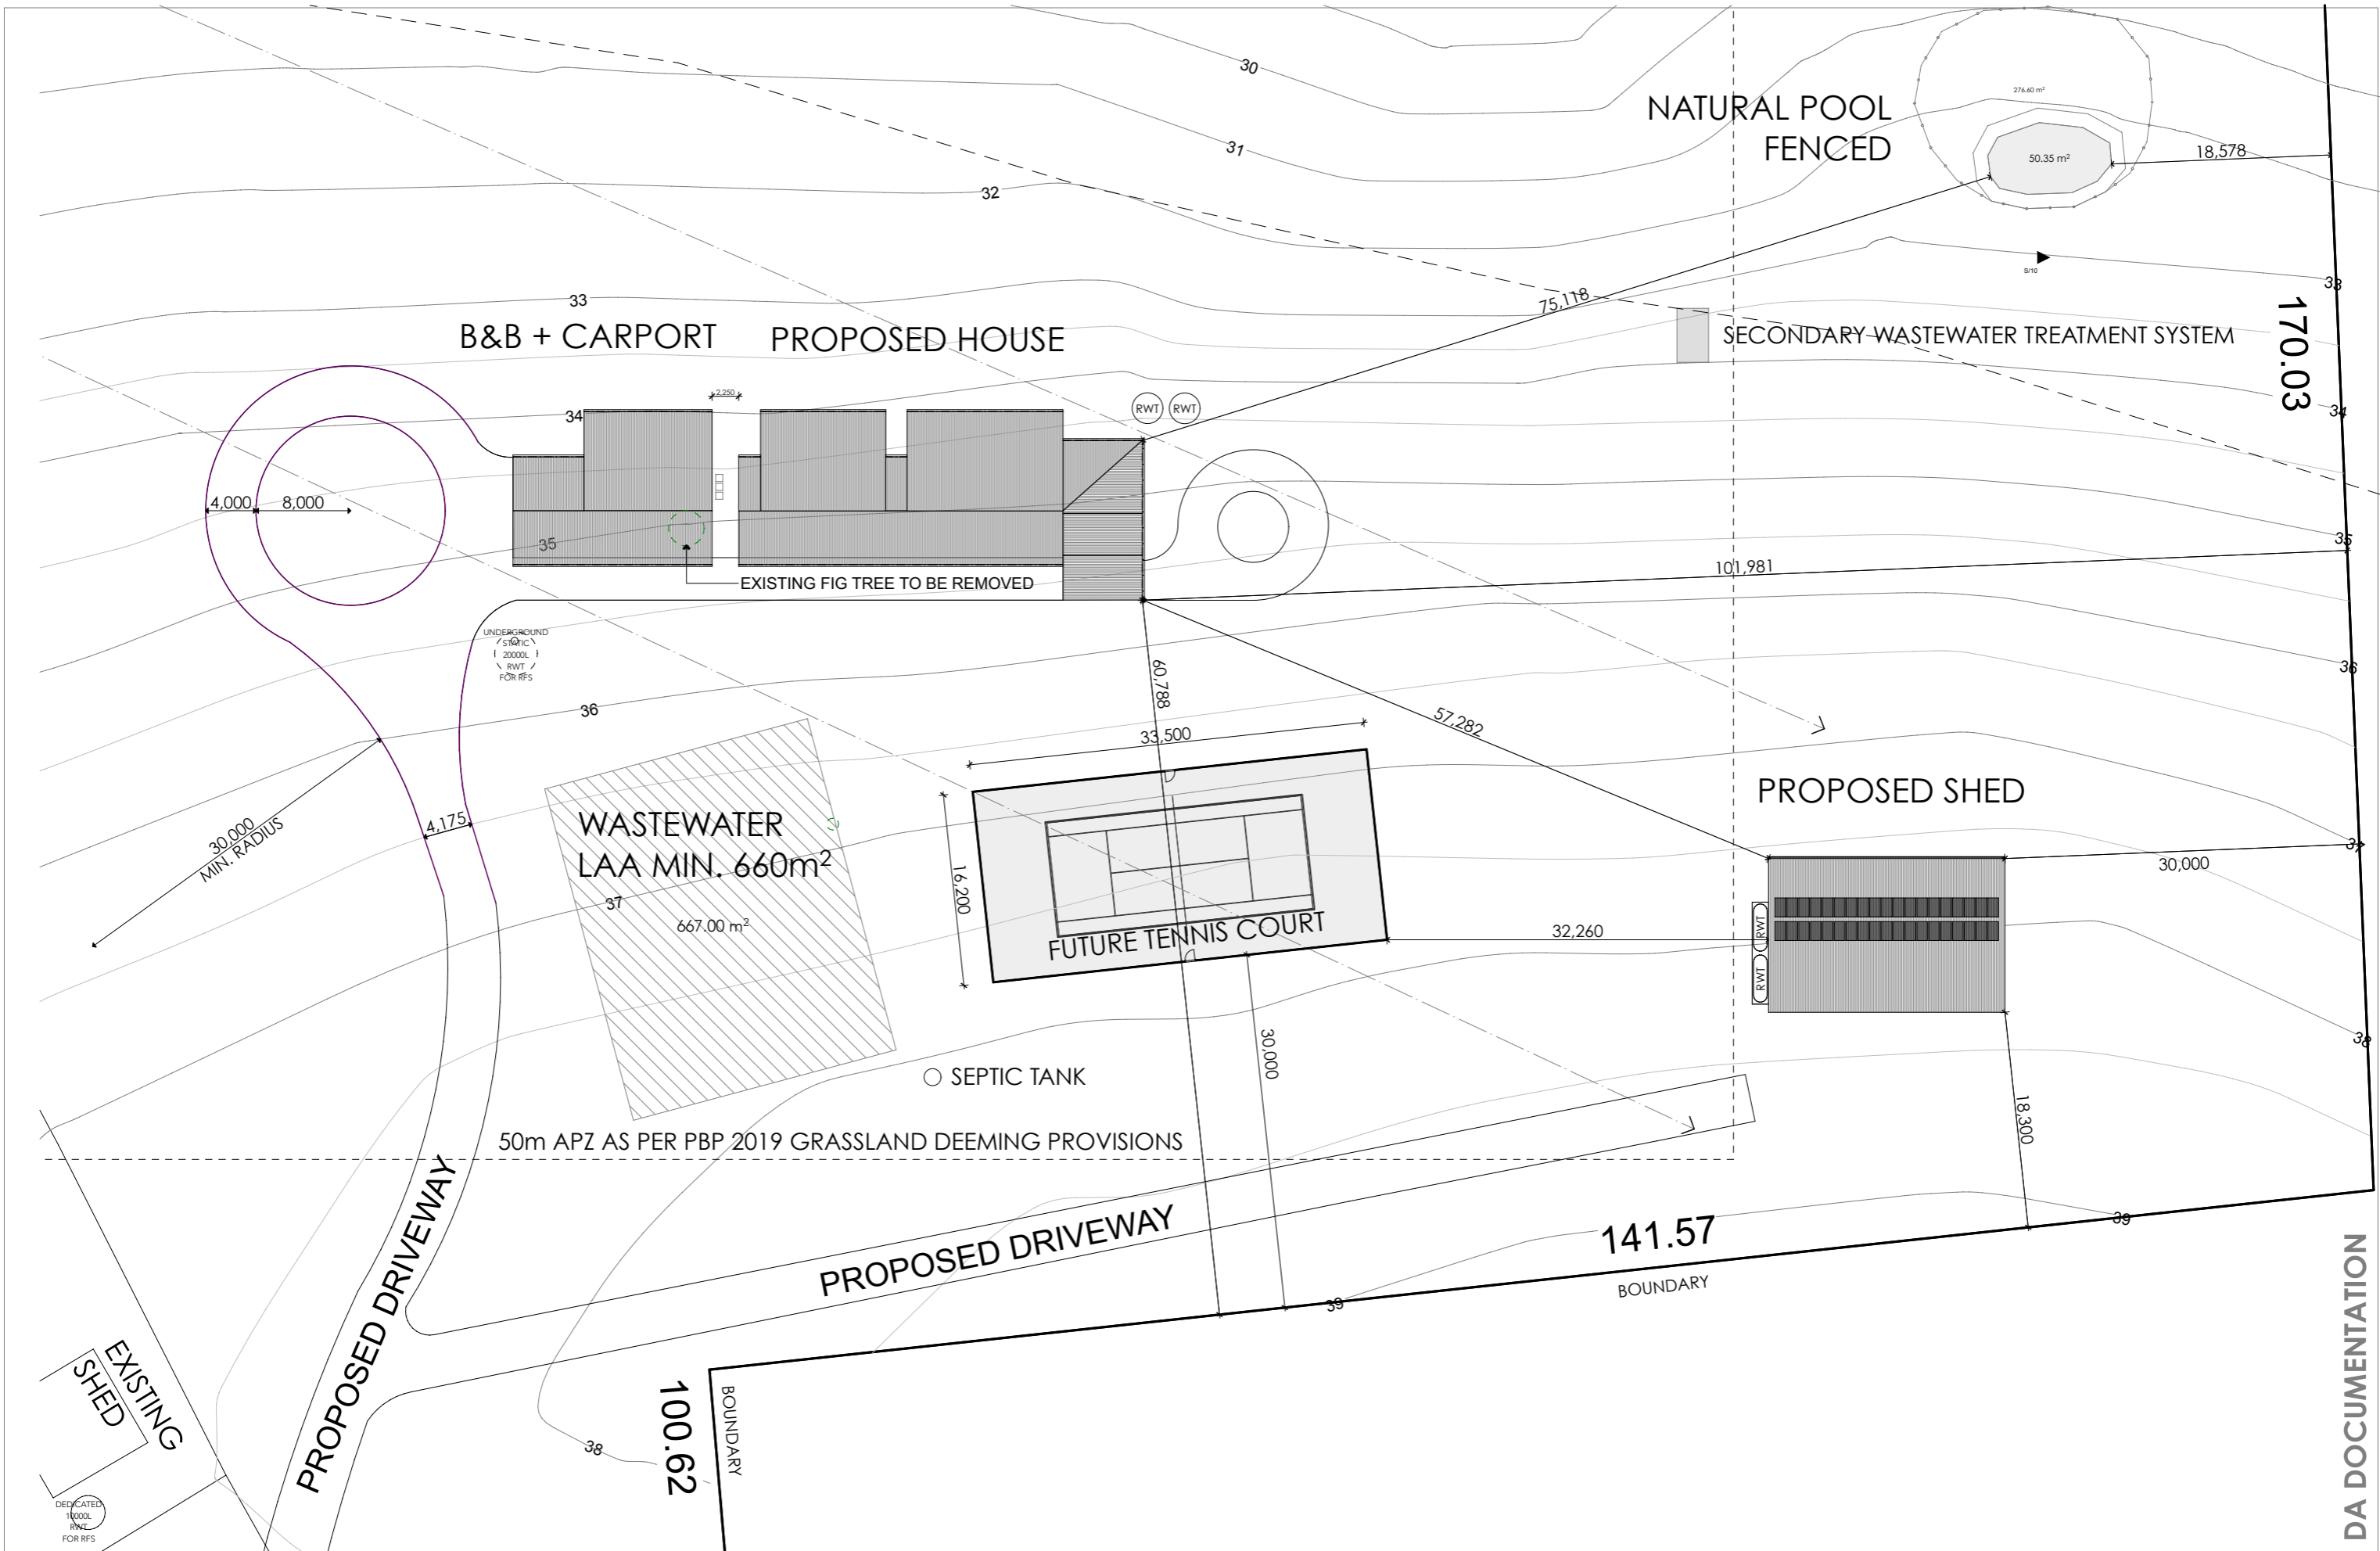 30
NATURAL POOL
FENCED
276.60 m²
31
50.35 m²
18,578
32
S/10
33
33
75,118
170.03
B&B + CARPORT
PROPOSED HOUSE
SECONDARY WASTEWATER TREATMENT SYSTEM
2,250
34
RWT
RWT
34
4,000
8,000
35
35
EXISTING FIG TREE TO BE REMOVED
101,981
UNDERGROUND
STATIC
20000L
RWT
FOR RFS
60,788
36
36
57,282
33,500
PROPOSED SHED
30,000
MIN. RADIUS
4,175
WASTEWATER
LAA MIN. 660m²
16,200
37
30,000
37
667.00 m²
FUTURE TENNIS COURT
32,260
RWT
RWT
30,000
38
SEPTIC TANK
18,300
50m APZ AS PER PBP 2019 GRASSLAND DEEMING PROVISIONS
PROPOSED DRIVEWAY
PROPOSED DRIVEWAY
141.57
39
BOUNDARY
39
EXISTING
SHED
100.62
BOUNDARY
38
DEDICATED
10000L
RWT
FOR RFS
DA DOCUMENTATION